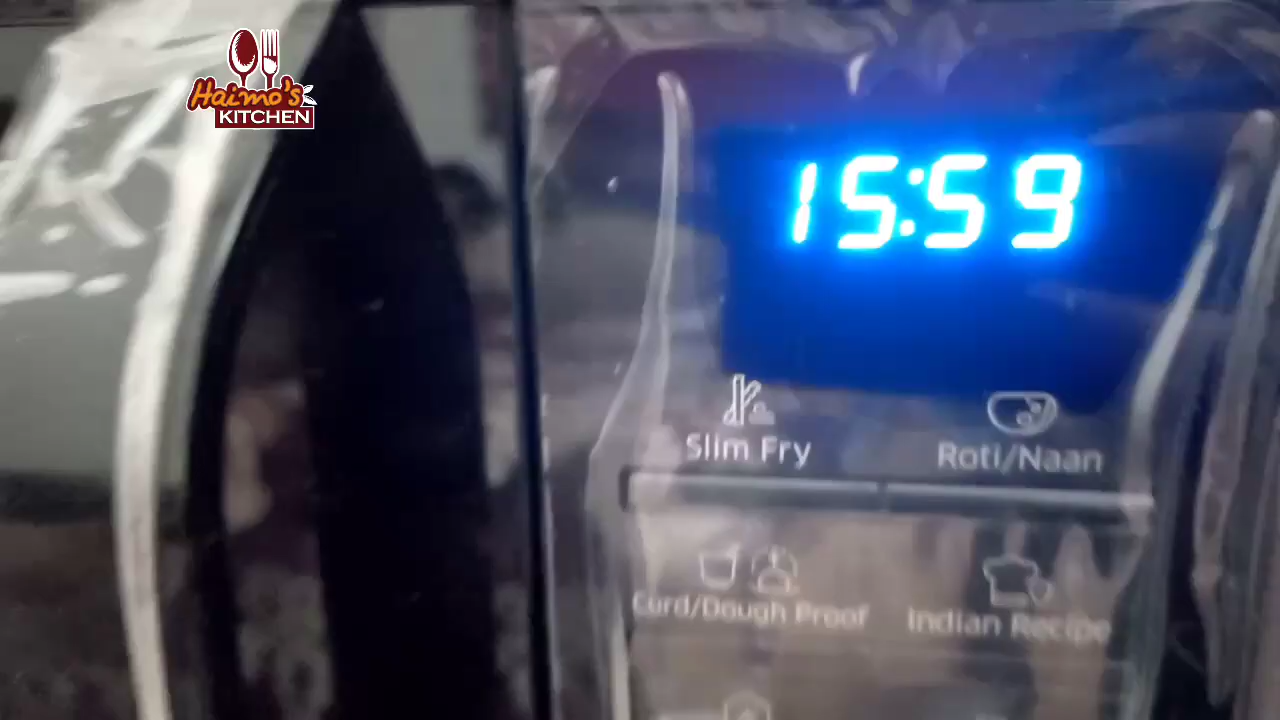 Haimo's
KITCHEN
15:59
Slim Fry
Roti/Naan
Curd/Dough Proof
Indian Recipe